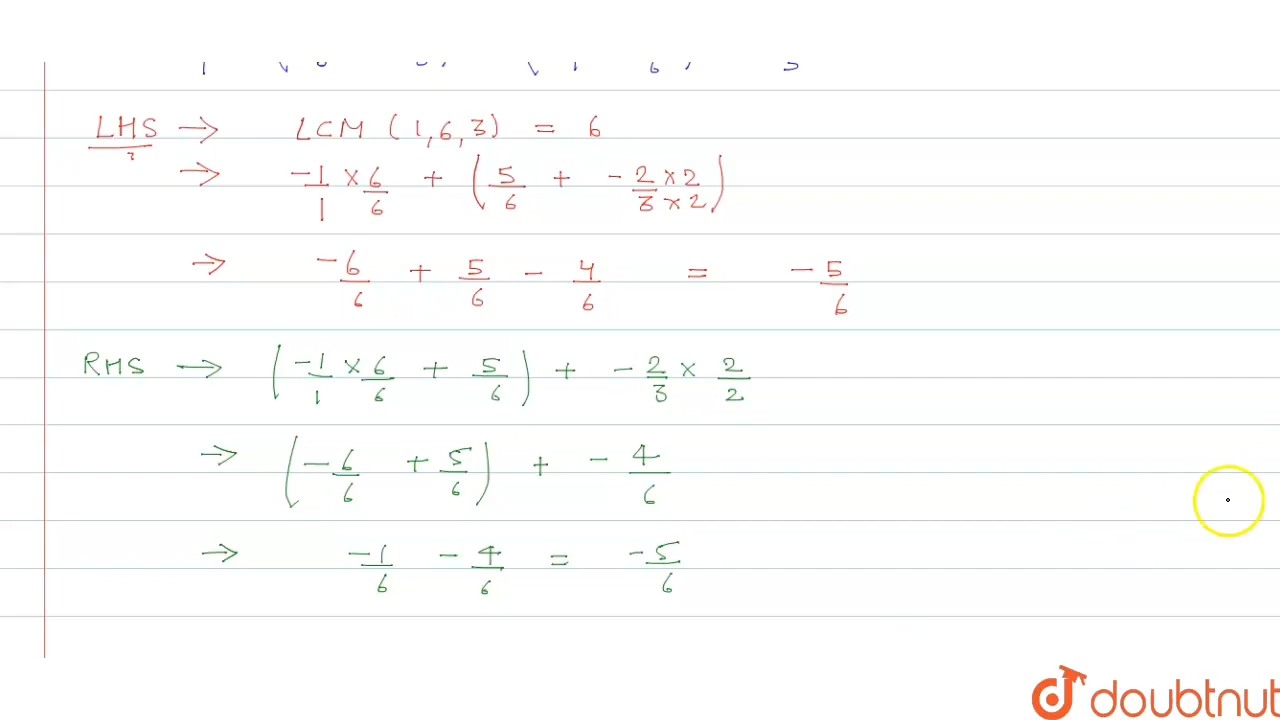 LHS → LCM (1,6,3) = 6
⇒ -1/1 × 6/6 + (5/6 + -2×2/3×2)
⇒ -6/6 + 5/6 - 4/6 = -5/6
RHS → (-1/1 × 6/6 + 5/6) + -2/3 × 2/2
⇒ (-6/6 + 5/6) + -4/6
⇒ -1/6 - 4/6 = -5/6
doubtnut